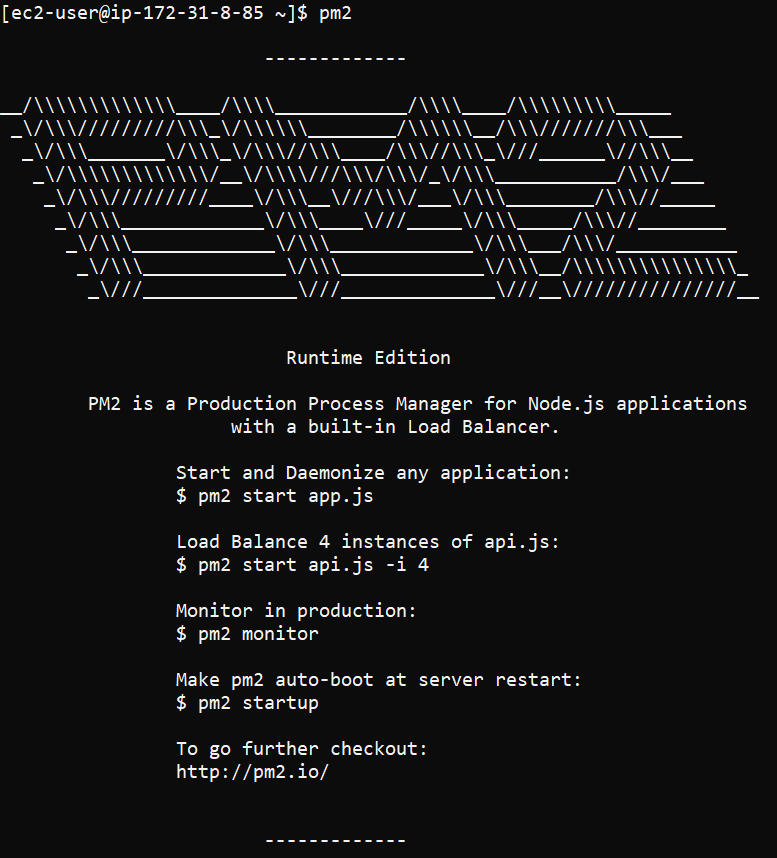 [ec2-user@ip-172-31-8-85 ~]$ pm2
-------------
__/\\\\\\\\\\\\\____/\\\\____________/\\\\____/\\\\\\\\\_____
_\/\\\/////////\\\_\/\\\\\\________/\\\\\\__/\\\///////\\\___
_\/\\\_______\/\\\_\/\\\//\\\____/\\\//\\\_\///______\//\\\__
_\/\\\\\\\\\\\\\/__\/\\\\///\\\/\\\/_\/\\\___________/\\\/___
_\/\\\/////////____\/\\\__\///\\\/___\/\\\________/\\\//_____
_\/\\\_____________\/\\\____\///_____\/\\\_____/\\\//________
_\/\\\_____________\/\\\_____________\/\\\___/\\\/___________
_\/\\\_____________\/\\\_____________\/\\\__/\\\\\\\\\\\\\\\_
_\///______________\///______________\///__\///////////////__
Runtime Edition
PM2 is a Production Process Manager for Node.js applications
with a built-in Load Balancer.
Start and Daemonize any application:
$ pm2 start app.js
Load Balance 4 instances of api.js:
$ pm2 start api.js -i 4
Monitor in production:
$ pm2 monitor
Make pm2 auto-boot at server restart:
$ pm2 startup
To go further checkout:
http://pm2.io/
-------------